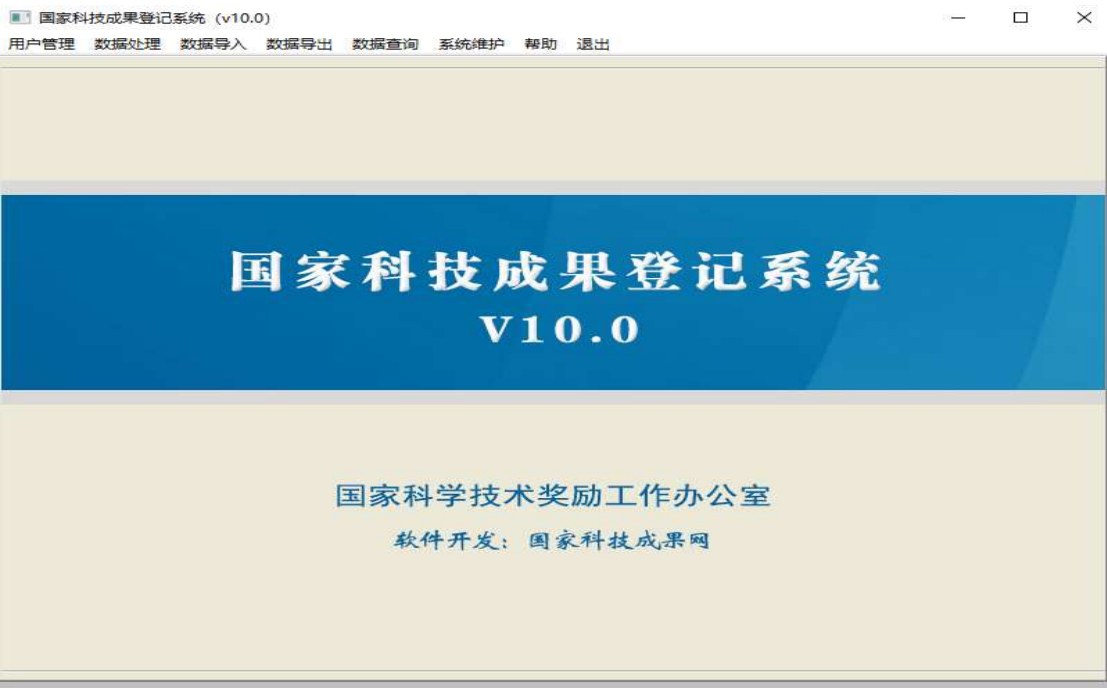 国家科技成果登记系统 (v10.0)
用户管理 数据处理 数据导入 数据导出 数据查询 系统维护 帮助 退出
国家科技成果登记系统
V10.0
国家科学技术奖励工作办公室
软件开发：国家科技成果网